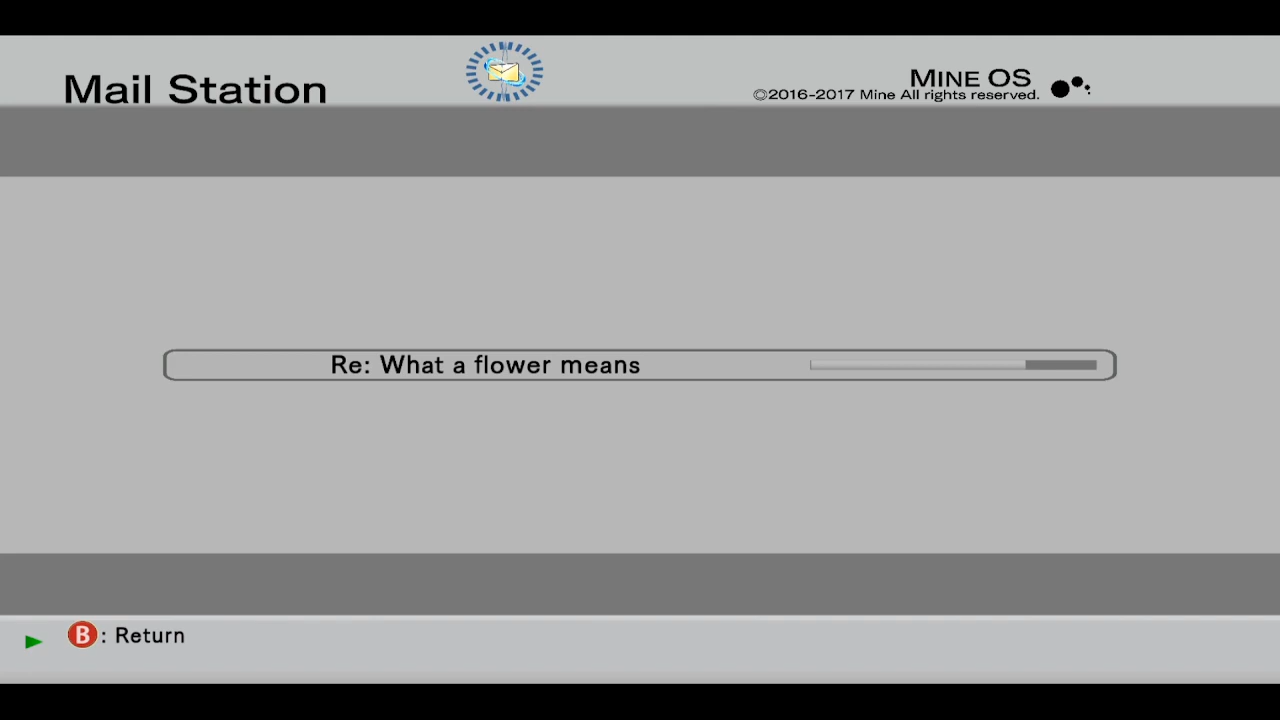 Mail Station
MINE OS
©2016-2017 Mine All rights reserved.
Re: What a flower means
B : Return